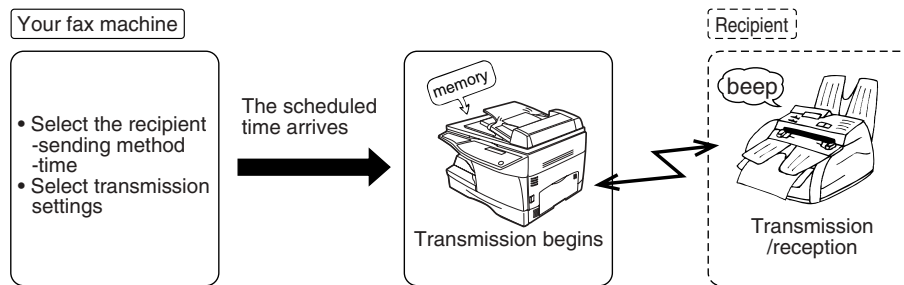 Your fax machine
• Select the recipient
-sending method
-time
• Select transmission
settings
The scheduled
time arrives
memory
Transmission begins
Recipient
beep
Transmission
/reception